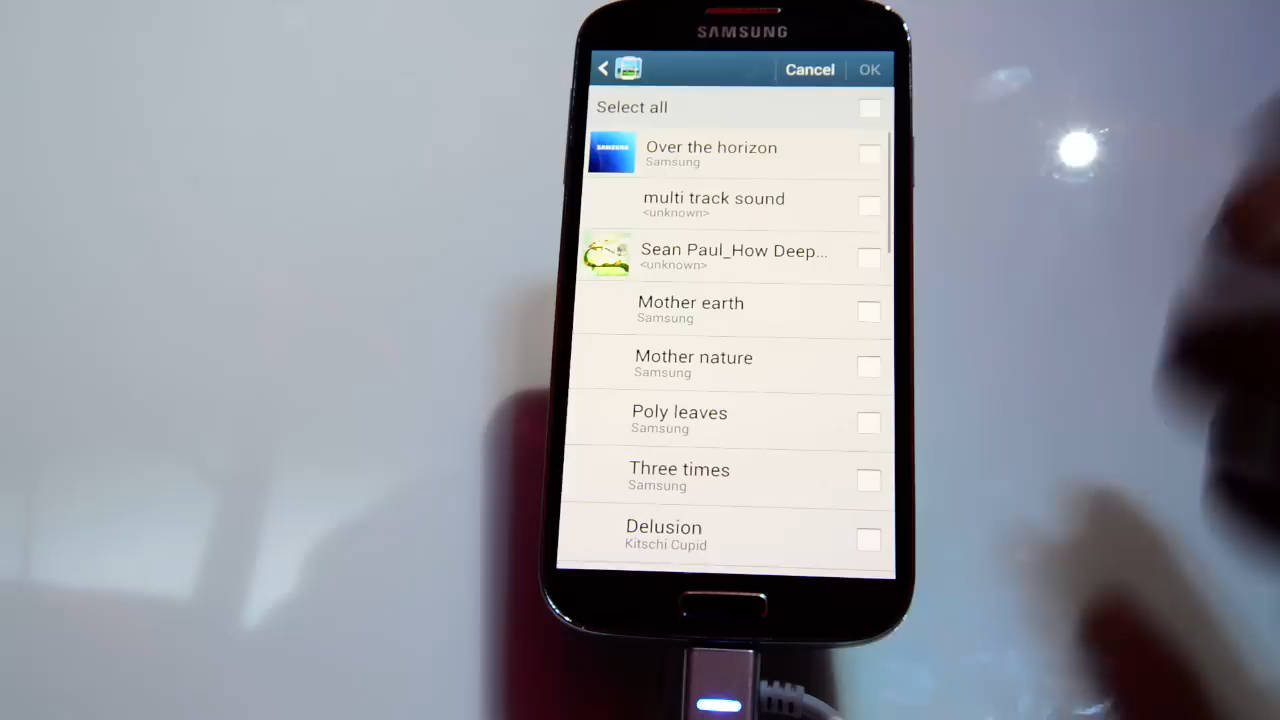 SAMSUNG
Cancel OK
Select all
SAMSUNG
Over the horizon
Samsung
multi track sound
<unknown>
Sean Paul_How Deep...
<unknown>
Mother earth
Samsung
Mother nature
Samsung
Poly leaves
Samsung
Three times
Samsung
Delusion
Kitschi Cupid